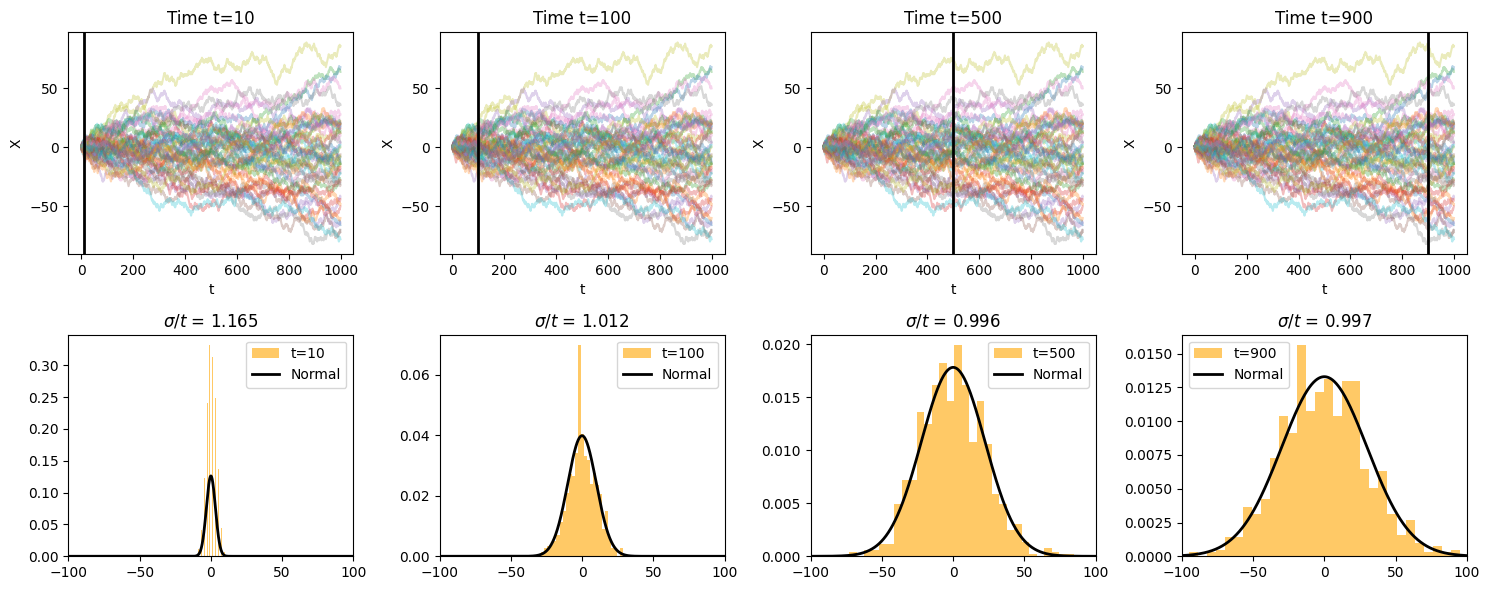 Time t=10
Time t=100
Time t=500
Time t=900
X
50
0
−50
0 200 400 600 800 1000
t
X
50
0
−50
0 200 400 600 800 1000
t
X
50
0
−50
0 200 400 600 800 1000
t
X
50
0
−50
0 200 400 600 800 1000
t
σ/t = 1.165
t=10
Normal
0.30
0.25
0.20
0.15
0.10
0.05
0.00
−100 −50 0 50 100
σ/t = 1.012
t=100
Normal
0.06
0.04
0.02
0.00
−100 −50 0 50 100
σ/t = 0.996
t=500
Normal
0.020
0.015
0.010
0.005
0.000
−100 −50 0 50 100
σ/t = 0.997
t=900
Normal
0.0150
0.0125
0.0100
0.0075
0.0050
0.0025
0.0000
−100 −50 0 50 100